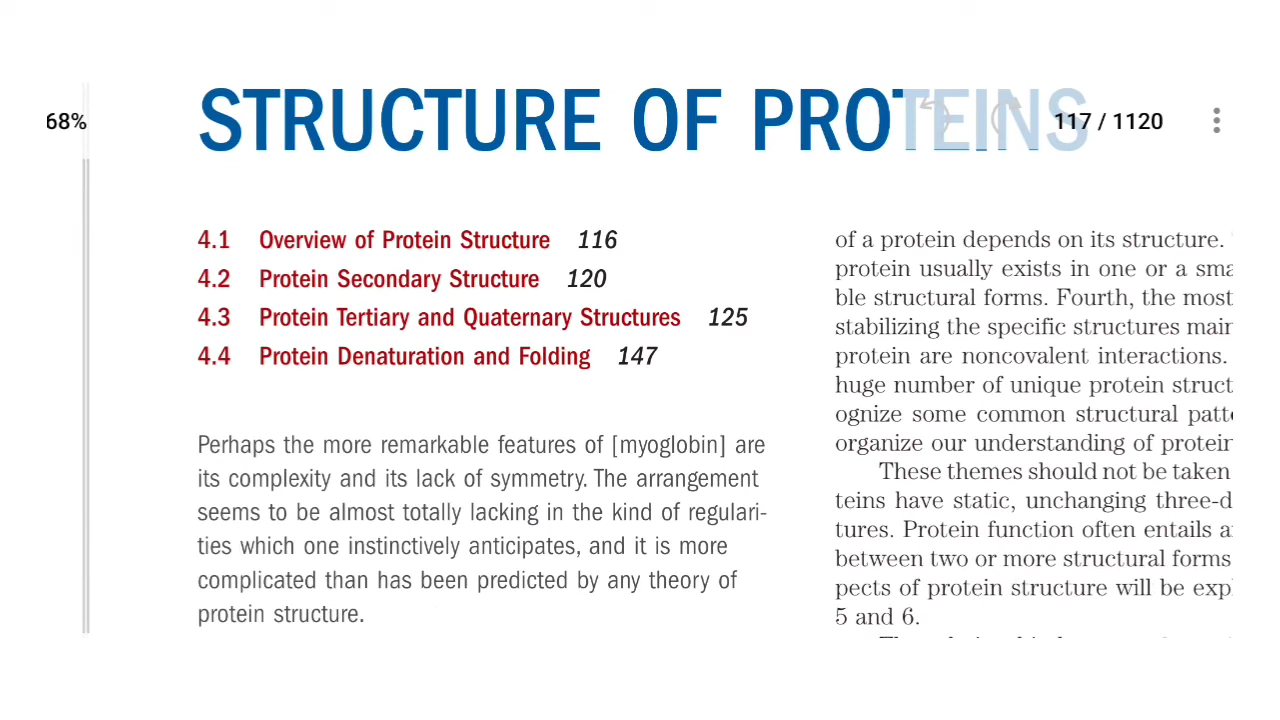 STRUCTURE OF PROTEINS
68%
117 / 1120
4.1 Overview of Protein Structure 116
4.2 Protein Secondary Structure 120
4.3 Protein Tertiary and Quaternary Structures 125
4.4 Protein Denaturation and Folding 147
Perhaps the more remarkable features of [myoglobin] are
its complexity and its lack of symmetry. The arrangement
seems to be almost totally lacking in the kind of regulari-
ties which one instinctively anticipates, and it is more
complicated than has been predicted by any theory of
protein structure.
of a protein depends on its structure.
protein usually exists in one or a sma
ble structural forms. Fourth, the most
stabilizing the specific structures main
protein are noncovalent interactions.
huge number of unique protein struct
ognize some common structural patte
organize our understanding of protein
These themes should not be taken
teins have static, unchanging three-d
tures. Protein function often entails a
between two or more structural forms
pects of protein structure will be exp
5 and 6.